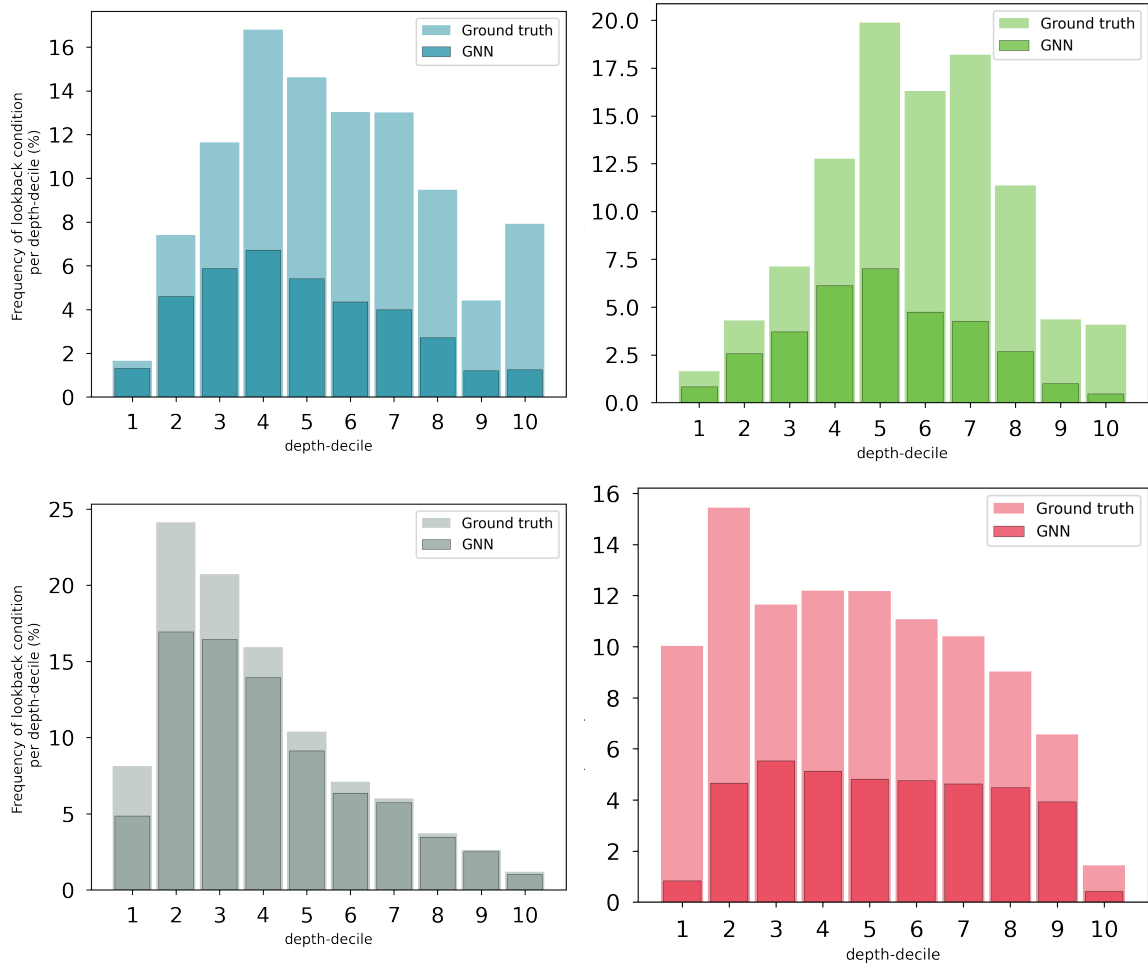 Ground truth
GNN
16
14
12
10
8
6
4
2
0
Frequency of lookback condition
per depth-decile (%)
1 2 3 4 5 6 7 8 9 10
depth-decile
Ground truth
GNN
20.0
17.5
15.0
12.5
10.0
7.5
5.0
2.5
0.0
1 2 3 4 5 6 7 8 9 10
depth-decile
Ground truth
GNN
25
20
15
10
5
0
Frequency of lookback condition
per depth-decile (%)
1 2 3 4 5 6 7 8 9 10
depth-decile
Ground truth
GNN
16
14
12
10
8
6
4
2
0
1 2 3 4 5 6 7 8 9 10
depth-decile